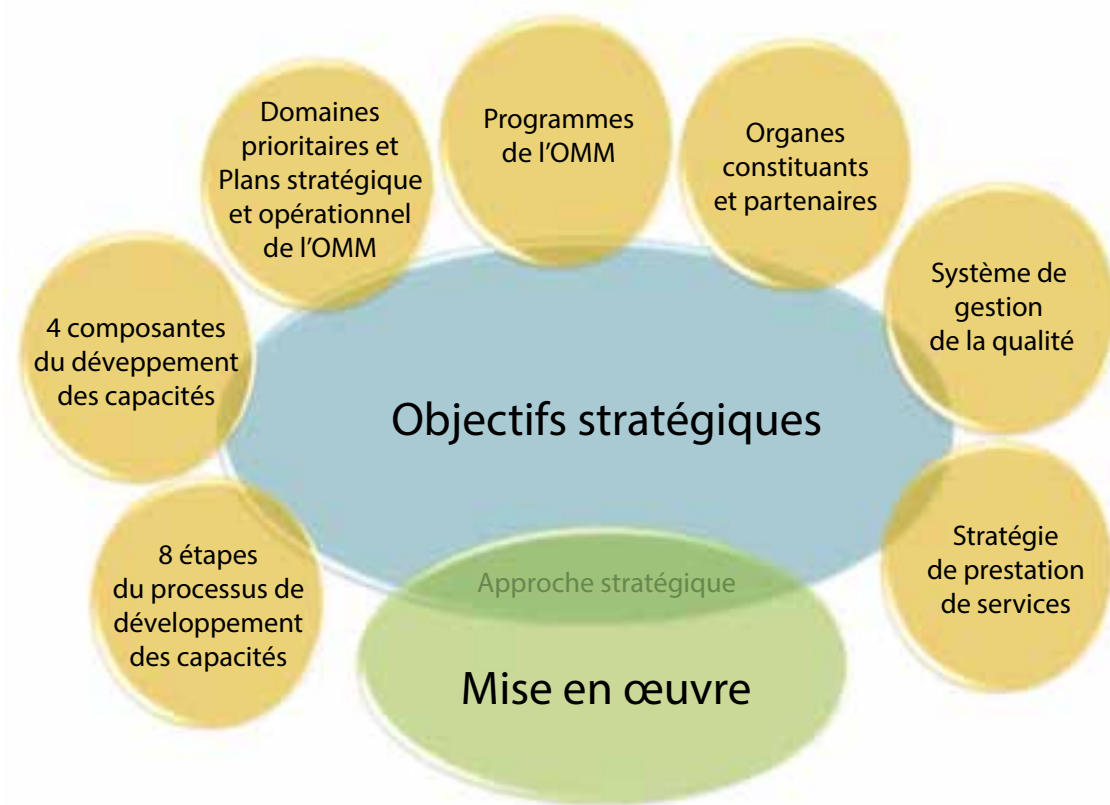 Domaines
prioritaires et
Plans stratégique
et opérationnel
de l'OMM
Programmes
de l'OMM
Organes
constituants
et partenaires
Système de
gestion
de la qualité
4 composantes
du déveppement
des capacités
Objectifs stratégiques
Stratégie
de prestation
de services
8 étapes
du processus de
développement
des capacités
Approche stratégique
Mise en œuvre